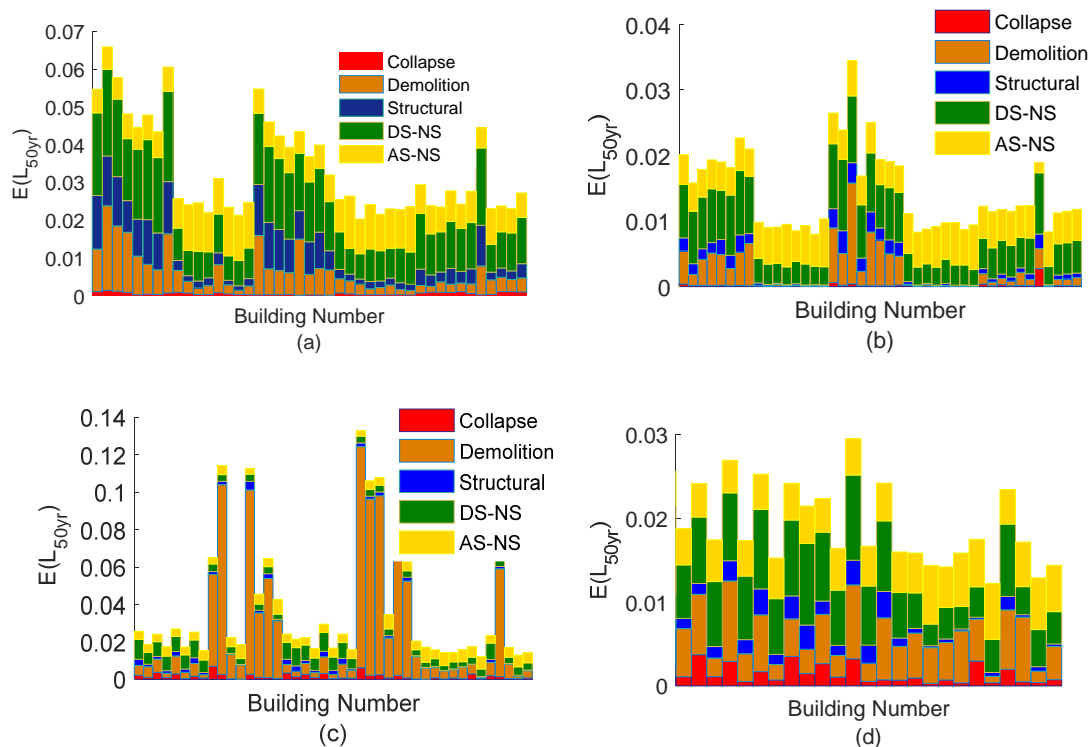 0.07
0.06
0.05
0.04
0.03
0.02
0.01
0
E(L50yr)
Collapse
Demolition
Structural
DS-NS
AS-NS
Building Number
(a)
0.04
0.03
0.02
0.01
0
E(L50yr)
Collapse
Demolition
Structural
DS-NS
AS-NS
Building Number
(b)
0.14
0.12
0.1
0.08
0.06
0.04
0.02
0
E(L50yr)
Collapse
Demolition
Structural
DS-NS
AS-NS
Building Number
(c)
0.03
0.02
0.01
0
E(L50yr)
Building Number
(d)